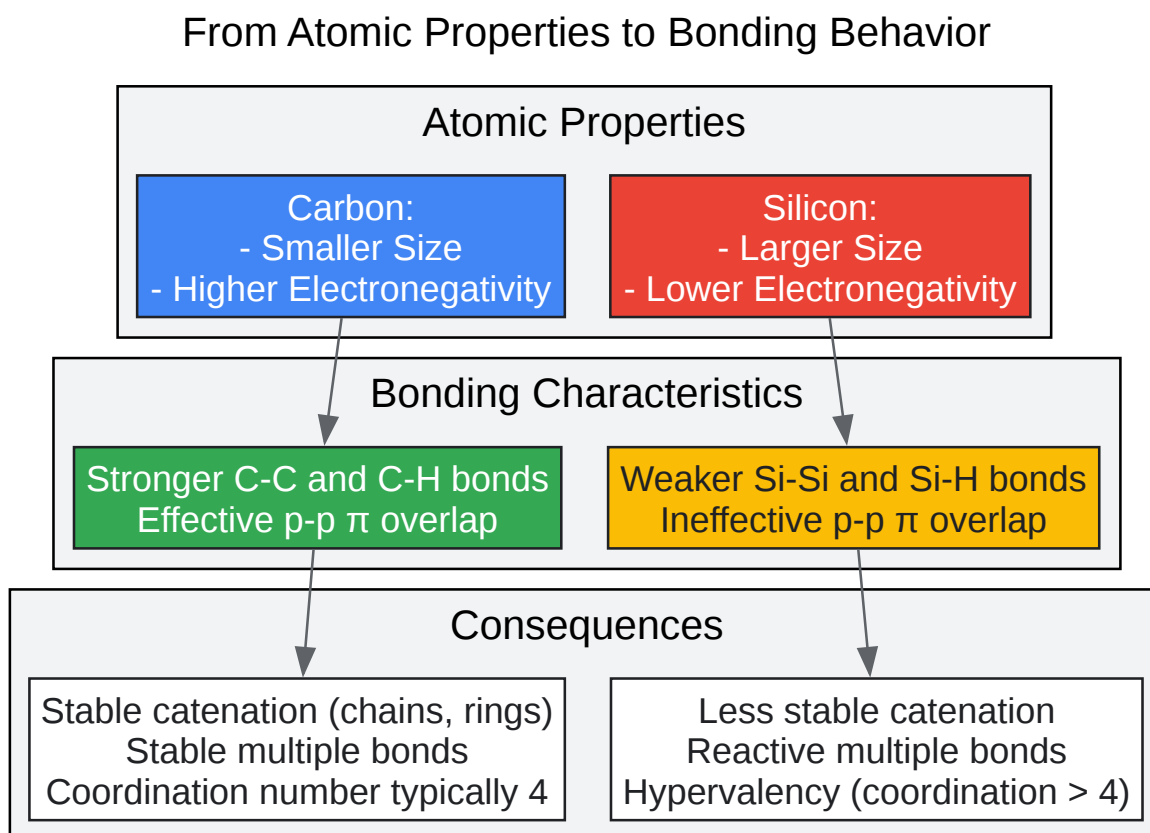 From Atomic Properties to Bonding Behavior
Atomic Properties
Carbon:
- Smaller Size
- Higher Electronegativity
Silicon:
- Larger Size
- Lower Electronegativity
Bonding Characteristics
Stronger C-C and C-H bonds
Effective p-p π overlap
Weaker Si-Si and Si-H bonds
Ineffective p-p π overlap
Consequences
Stable catenation (chains, rings)
Stable multiple bonds
Coordination number typically 4
Less stable catenation
Reactive multiple bonds
Hypervalency (coordination > 4)